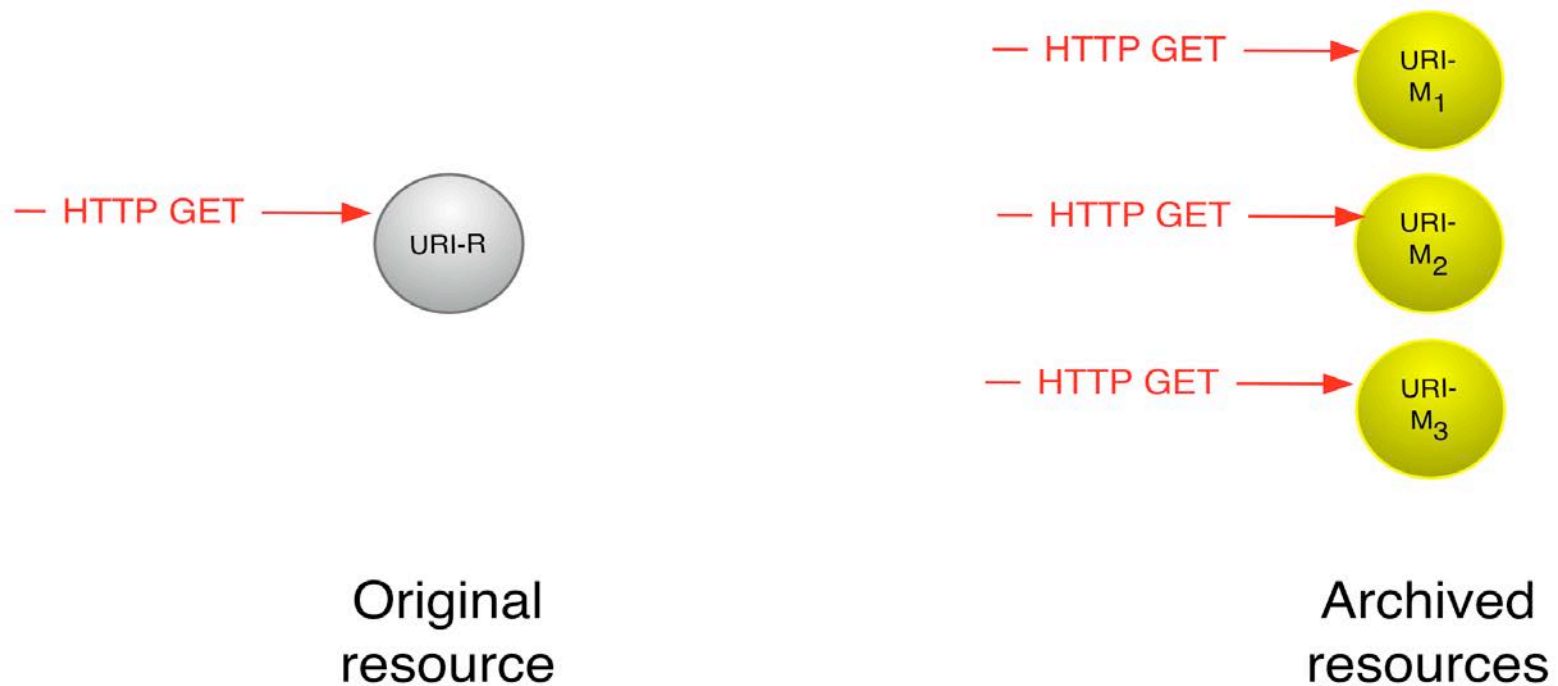 — HTTP GET
URI-R
Original
resource
— HTTP GET
URI-
M1
— HTTP GET
URI-
M2
— HTTP GET
URI-
M3
Archived
resources